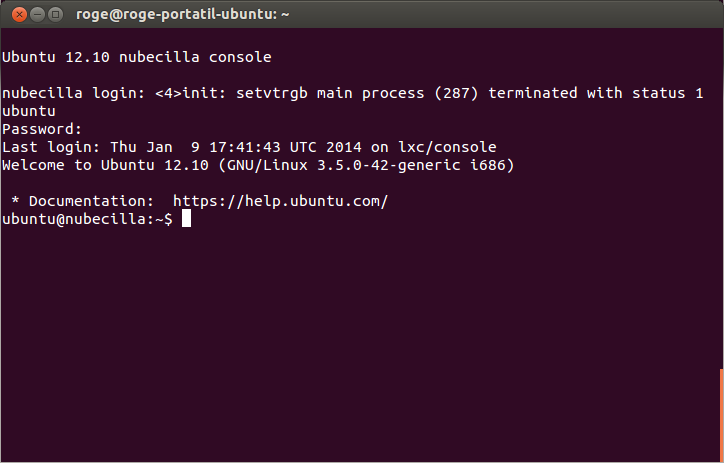 roge@roge-portatil-ubuntu: ~
Ubuntu 12.10 nubecilla console
nubecilla login: <4>init: setvtrgb main process (287) terminated with status 1
ubuntu
Password:
Last login: Thu Jan  9 17:41:43 UTC 2014 on lxc/console
Welcome to Ubuntu 12.10 (GNU/Linux 3.5.0-42-generic i686)
 * Documentation:  https://help.ubuntu.com/
ubuntu@nubecilla:~$